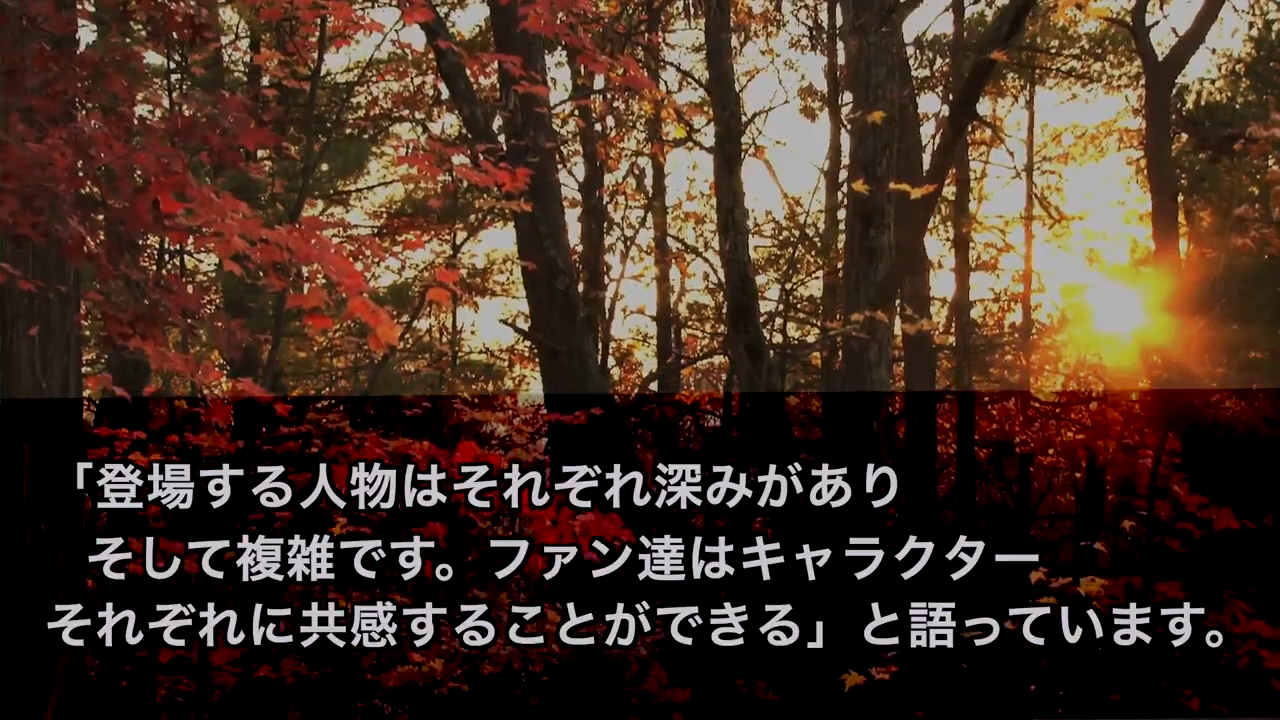 「登場する人物はそれぞれ深みがあり
そして複雑です。ファン達はキャラクター
それぞれに共感することができる」と語っています。